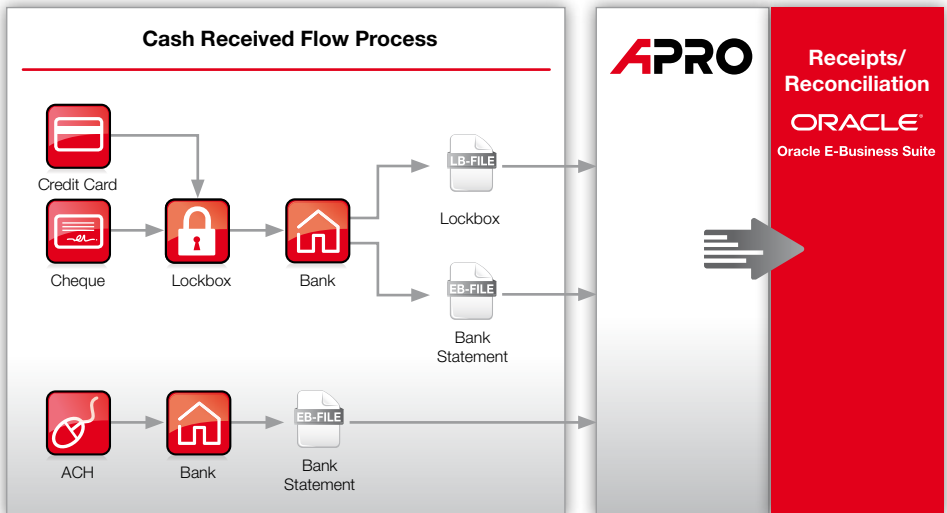 Cash Received Flow Process
APRO
Receipts/
Reconciliation
ORACLE®
Oracle E-Business Suite
Credit Card
LB-FILE
Lockbox
Cheque
Lockbox
Bank
EB-FILE
Bank
Statement
ACH
Bank
EB-FILE
Bank
Statement